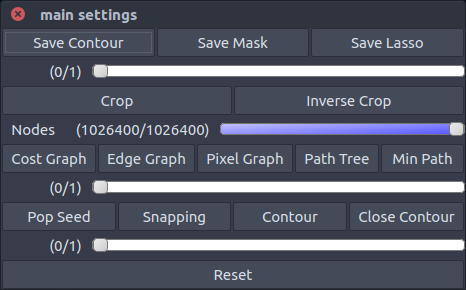 main settings
Save Contour Save Mask Save Lasso
(0/1)
Crop Inverse Crop
Nodes (1026400/1026400)
Cost Graph Edge Graph Pixel Graph Path Tree Min Path
(0/1)
Pop Seed Snapping Contour Close Contour
(0/1)
Reset